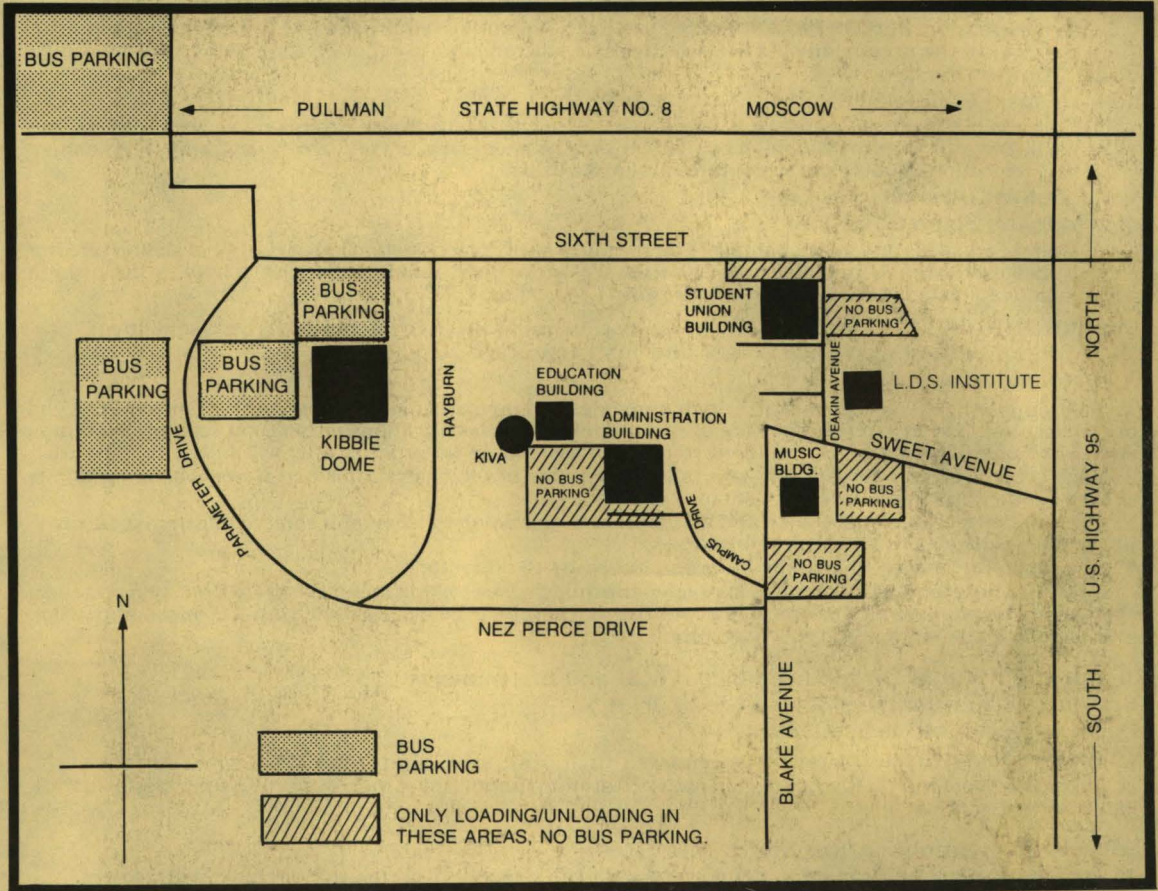 BUS PARKING
PULLMAN
STATE HIGHWAY NO. 8
MOSCOW
SIXTH STREET
BUS
PARKING
STUDENT
UNION
BUILDING
NO BUS
PARKING
NORTH
BUS
PARKING
BUS
PARKING
KIBBIE
DOME
RAYBURN
EDUCATION
BUILDING
KIVA
ADMINISTRATION
BUILDING
NO BUS
PARKING
DEAKIN AVENUE
L.D.S. INSTITUTE
SWEET AVENUE
MUSIC
BLDG.
NO BUS
PARKING
U.S. HIGHWAY 95
PARAMETER DRIVE
CAMPUS DRIVE
NO BUS
PARKING
N
NEZ PERCE DRIVE
BLAKE AVENUE
SOUTH
BUS
PARKING
ONLY LOADING/UNLOADING IN
THESE AREAS, NO BUS PARKING.